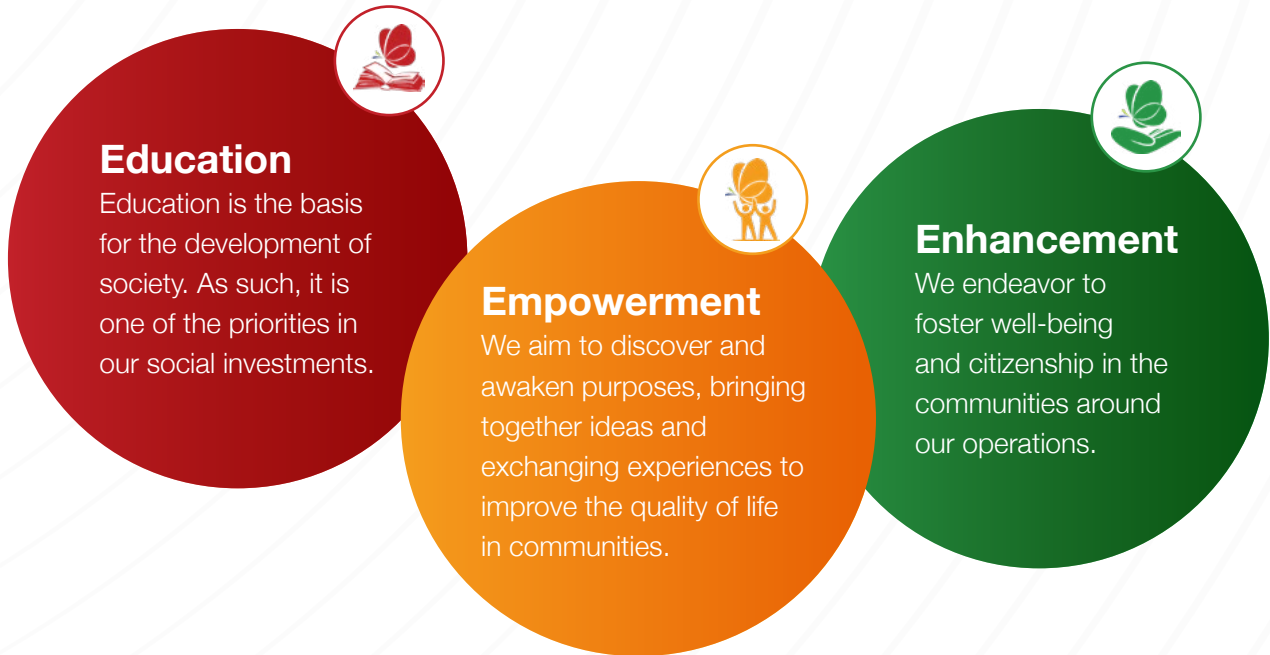 Education
Education is the basis
for the development of
society. As such, it is
one of the priorities in
our social investments.
Empowerment
We aim to discover and
awaken purposes, bringing
together ideas and
exchanging experiences to
improve the quality of life
in communities.
Enhancement
We endeavor to
foster well-being
and citizenship in the
communities around
our operations.